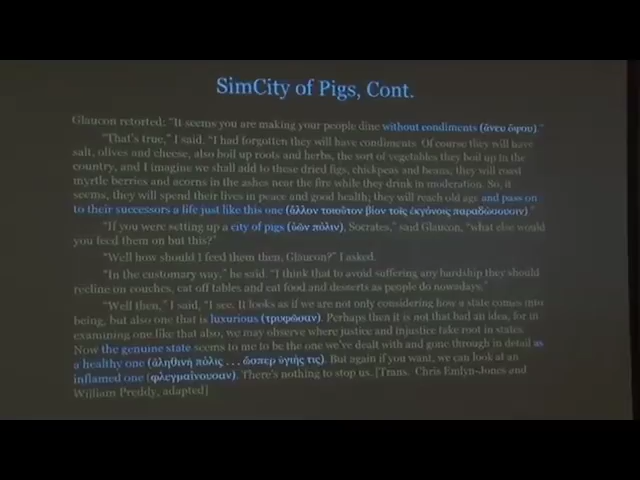 SimCity of Pigs, Cont.
Glaucon retorted: "It seems you are making your people dine without condiments (ἄνευ ὄψου)."
"That's true," I said. "I had forgotten they will have condiments. Of course they will have
salt, olives and cheese, also boil up roots and herbs, the sort of vegetables they boil up in the
country, and I imagine we shall add to these dried figs, chickpeas and beans, they will roast
myrtle berries and acorns in the ashes near the fire while they drink in moderation. So, it
seems, they will spend their lives in peace and good health; they will reach old age and pass on
to their successors a life just like this one (ἄλλον τοιοῦτον βίον τοῖς ἐκγόνοις παραδώσουσιν)."
"If you were setting up a city of pigs (ὑῶν πόλιν), Socrates," said Glaucon, "what else would
you feed them on but this?"
"Well how should I feed them then, Glaucon?" I asked.
"In the customary way," he said. "I think that to avoid suffering any hardship they should
recline on couches, eat off tables and eat food and desserts as people do nowadays."
"Well then," I said, "I see. It looks as if we are not only considering how a state comes into
being, but also one that is luxurious (τρυφῶσαν). Perhaps then it is not that bad an idea, for in
examining one like that also, we may observe where justice and injustice take root in states.
Now the genuine state seems to me to be the one we've dealt with and gone through in detail as
a healthy one (ἀληθινὴ πόλις . . . ὥσπερ ὑγιής τις). But again if you want, we can look at an
inflamed one (φλεγμαίνουσαν). There's nothing to stop us. [Trans. Chris Emlyn-Jones and
William Preddy, adapted]